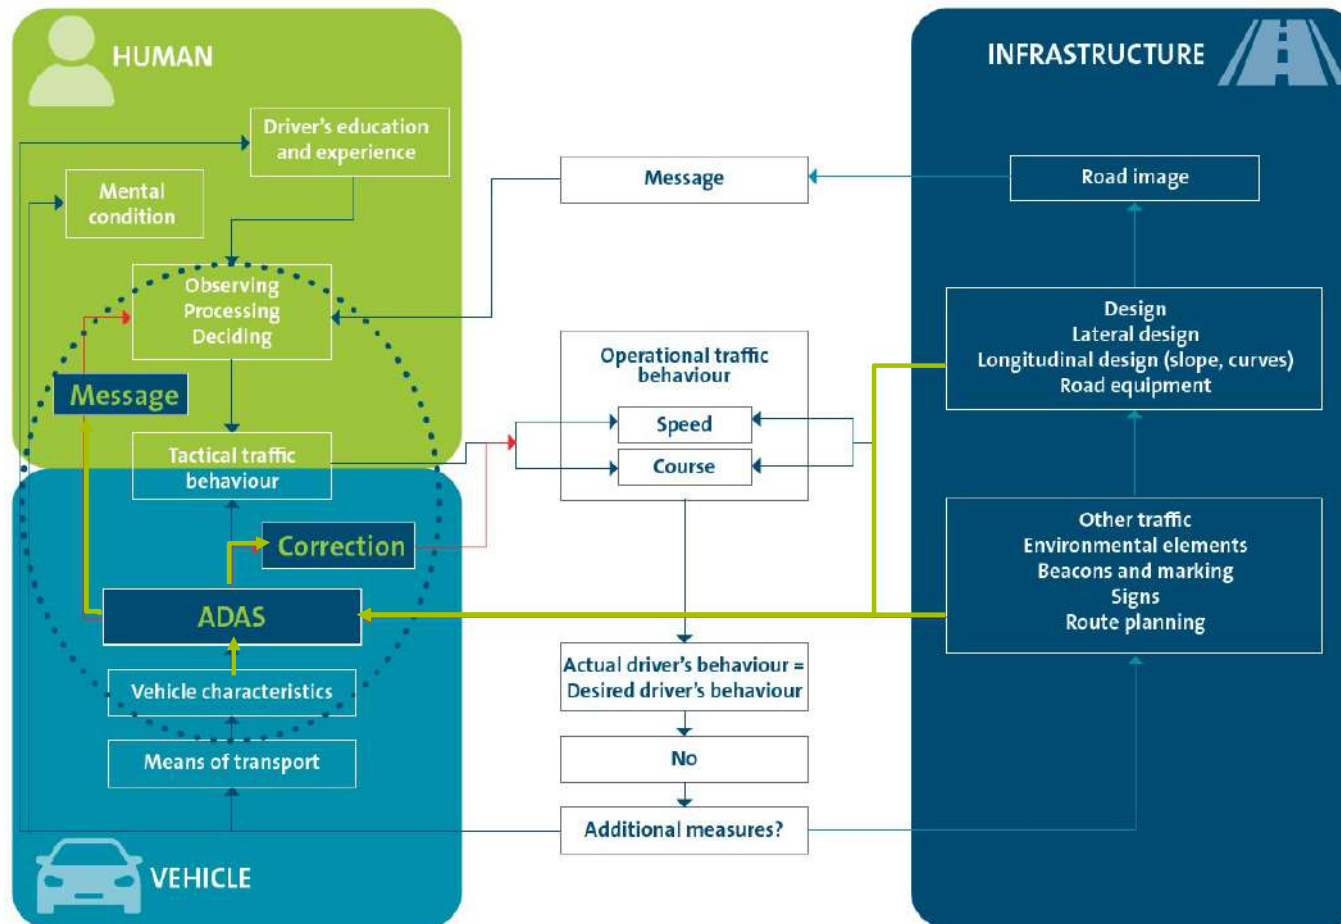 HUMAN
Driver's education
and experience
Mental
condition
Observing
Processing
Deciding
Message
Tactical traffic
behaviour
Correction
ADAS
Vehicle characteristics
Means of transport
VEHICLE
Message
Operational traffic
behaviour
Speed
Course
Actual driver's behaviour =
Desired driver's behaviour
No
Additional measures?
INFRASTRUCTURE
Road image
Design
Lateral design
Longitudinal design (slope, curves)
Road equipment
Other traffic
Environmental elements
Beacons and marking
Signs
Route planning